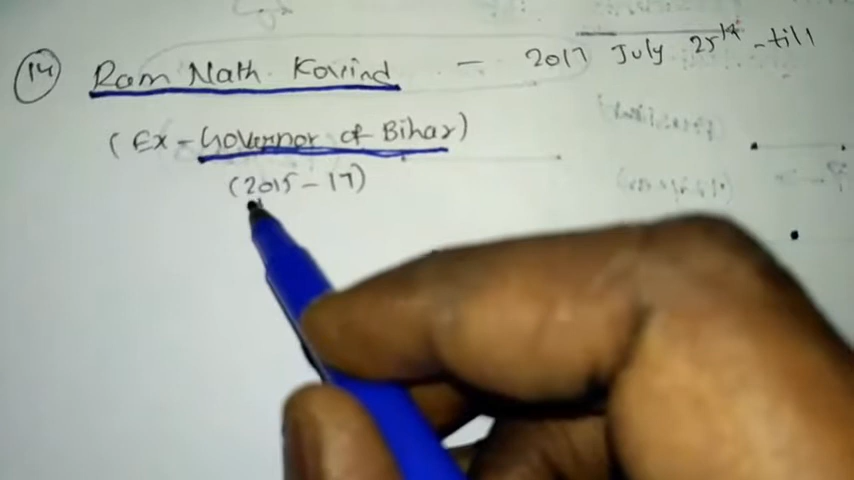 14 Ram Nath Kovind - 2017 July 25th - till
(Ex - Governor of Bihar)
(2015 - 17)